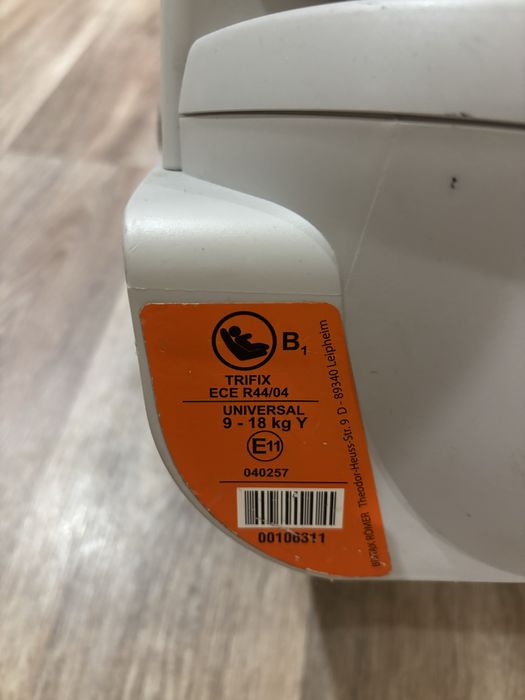 B1
TRIFIX
ECE R44/04
UNIVERSAL
9 - 18 kg Y
E11
040257
00106311
BRITAX RÖMER Theodor-Heuss-Str. 9 D - 89340 Leipheim